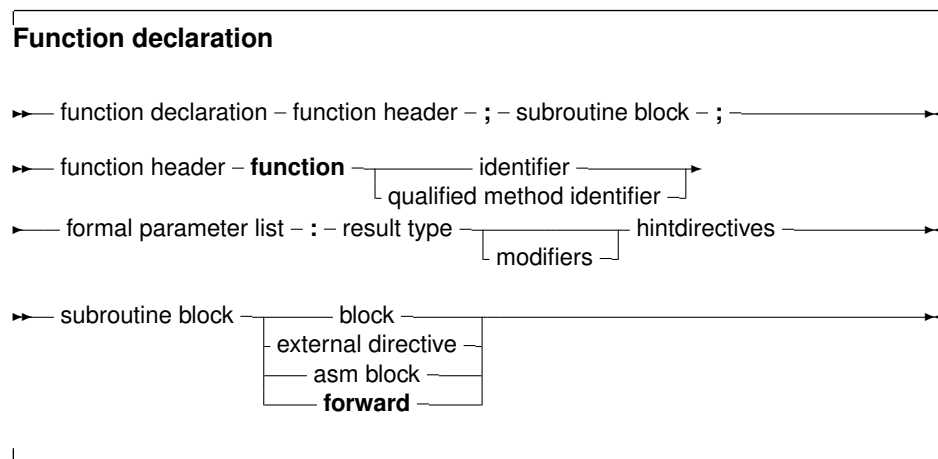 Function declaration
function declaration function header ; subroutine block ;
function header function identifier
qualified method identifier
formal parameter list : result type hintdirectives
modifiers
subroutine block block
external directive
asm block
forward